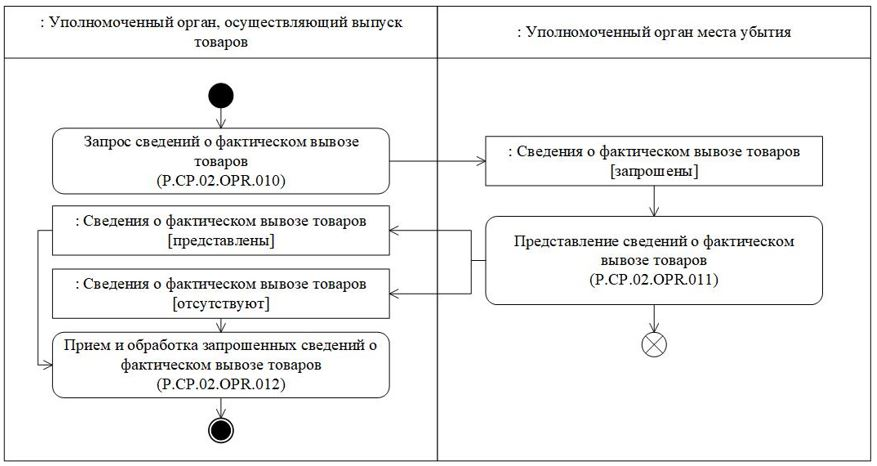 : Уполномоченный орган, осуществляющий выпуск
товаров
: Уполномоченный орган места убытия
Запрос сведений о фактическом вывозе
товаров
(P.CP.02.OPR.010)
: Сведения о фактическом вывозе товаров
[запрошены]
: Сведения о фактическом вывозе товаров
[представлены]
Представление сведений о фактическом
вывозе товаров
(P.CP.02.OPR.011)
: Сведения о фактическом вывозе товаров
[отсутствуют]
Прием и обработка запрошенных сведений о
фактическом вывозе товаров
(P.CP.02.OPR.012)